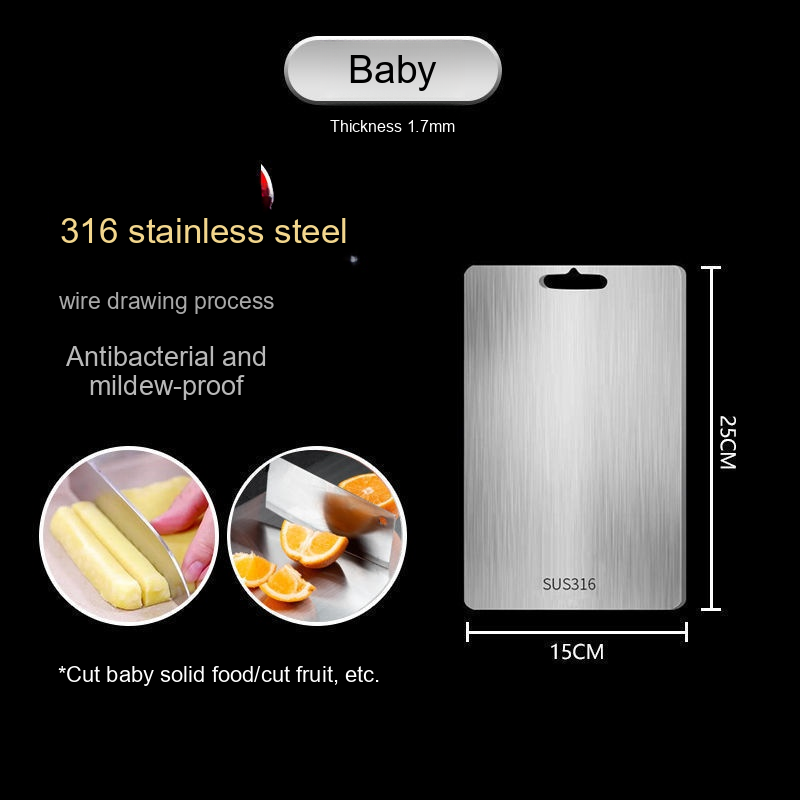 Baby
Thickness 1.7mm
316 stainless steel
wire drawing process
Antibacterial and
mildew-proof
25CM
SUS316
15CM
*Cut baby solid food/cut fruit, etc.